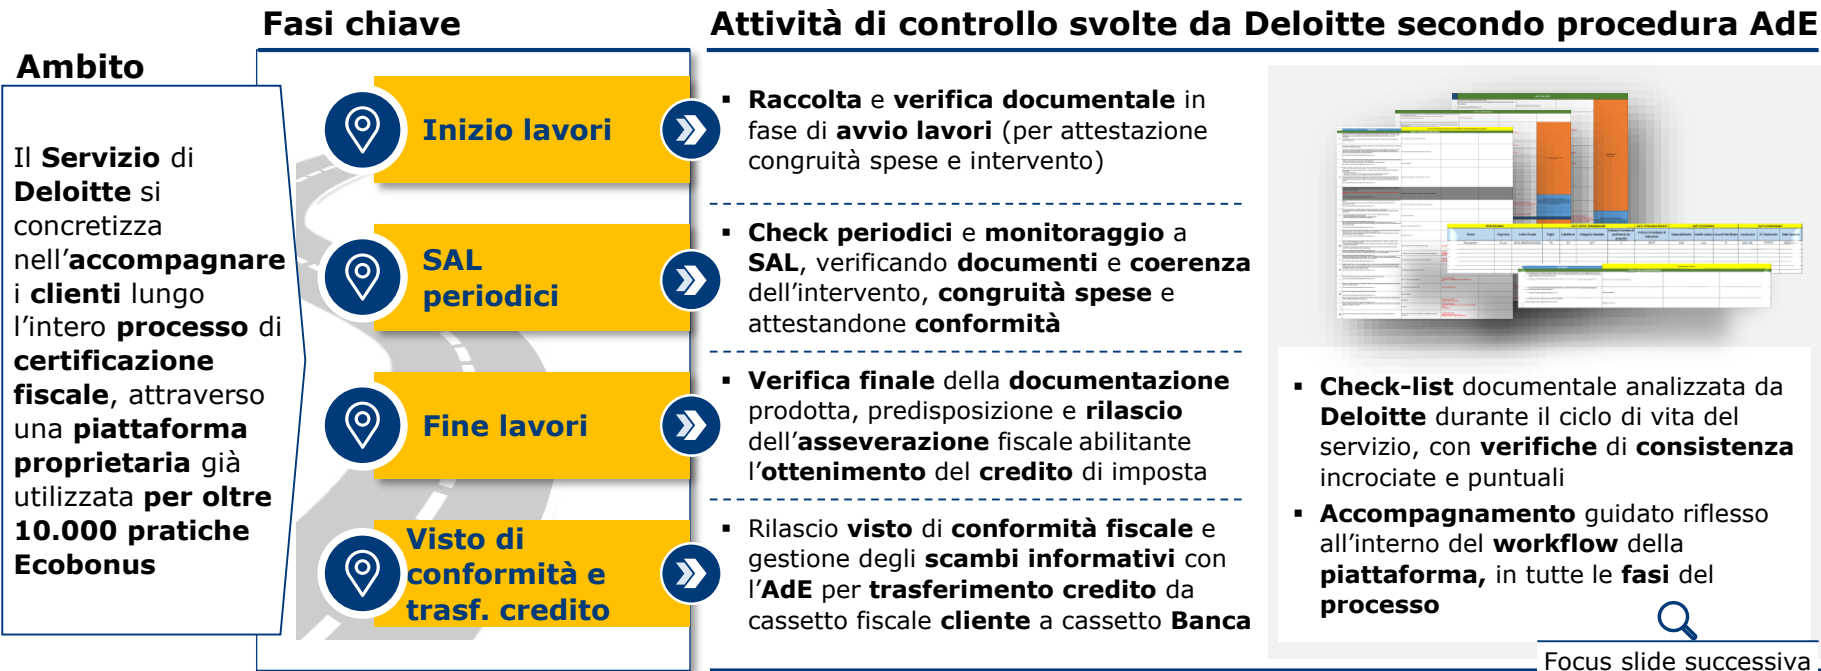 Fasi chiave
Attività di controllo svolte da Deloitte secondo procedura AdE
Ambito
Il Servizio di
Deloitte si
concretizza
nell’accompagnare
i clienti lungo
l’intero processo di
certificazione
fiscale, attraverso
una piattaforma
proprietaria già
utilizzata per oltre
10.000 pratiche
Ecobonus
Inizio lavori
▪ Raccolta e verifica documentale in
fase di avvio lavori (per attestazione
congruità spese e intervento)
SAL
periodici
▪ Check periodici e monitoraggio a
SAL, verificando documenti e coerenza
dell’intervento, congruità spese e
attestandone conformità
Fine lavori
▪ Verifica finale della documentazione
prodotta, predisposizione e rilascio
dell’asseverazione fiscale abilitante
l’ottenimento del credito di imposta
Visto di
conformità e
trasf. credito
▪ Rilascio visto di conformità fiscale e
gestione degli scambi informativi con
l’AdE per trasferimento credito da
cassetto fiscale cliente a cassetto Banca
▪ Check-list documentale analizzata da
Deloitte durante il ciclo di vita del
servizio, con verifiche di consistenza
incrociate e puntuali
▪ Accompagnamento guidato riflesso
all’interno del workflow della
piattaforma, in tutte le fasi del
processo
Focus slide successiva